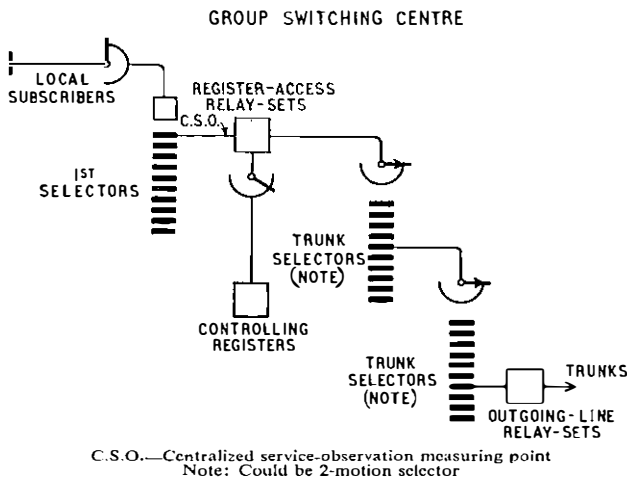 GROUP SWITCHING CENTRE
LOCAL
SUBSCRIBERS
REGISTER-ACCESS
RELAY-SETS
C.S.O.
1ST
SELECTORS
TRUNK
SELECTORS
(NOTE)
CONTROLLING
REGISTERS
TRUNK
SELECTORS
(NOTE)
TRUNKS
OUTGOING-LINE
RELAY-SETS
C.S.O.—Centralized service-observation measuring point
Note: Could be 2-motion selector